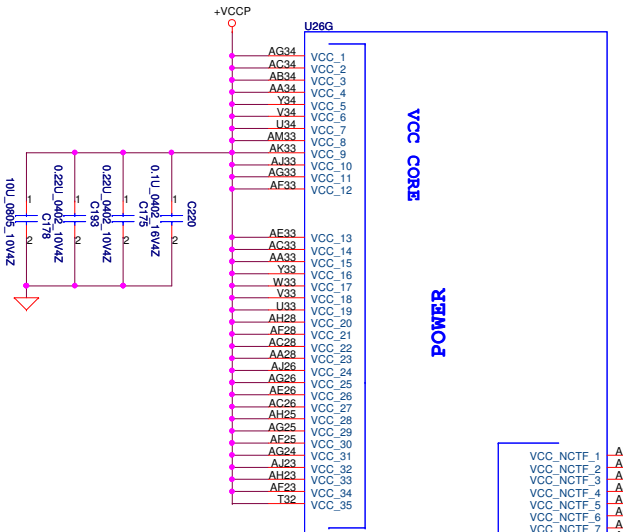 +VCCP
U26G
AG34 VCC_1
AC34 VCC_2
AB34 VCC_3
AA34 VCC_4
Y34 VCC_5
V34 VCC_6
U34 VCC_7
AM33 VCC_8
AK33 VCC_9
AJ33 VCC_10
AG33 VCC_11
AF33 VCC_12
AE33 VCC_13
AC33 VCC_14
AA33 VCC_15
Y33 VCC_16
W33 VCC_17
V33 VCC_18
U33 VCC_19
AH28 VCC_20
AF28 VCC_21
AC28 VCC_22
AA28 VCC_23
AJ26 VCC_24
AG26 VCC_25
AE26 VCC_26
AC26 VCC_27
AH25 VCC_28
AG25 VCC_29
AF25 VCC_30
AG24 VCC_31
AJ23 VCC_32
AH23 VCC_33
AF23 VCC_34
T32 VCC_35
VCC CORE
POWER
10U_0805_10V4Z
1
2
C178
0.22U_0402_10V4Z
1
2
C193
0.22U_0402_10V4Z
1
2
C175
0.1U_0402_16V4Z
1
2
C220
VCC_NCTF_1 A
VCC_NCTF_2 A
VCC_NCTF_3 A
VCC_NCTF_4 A
VCC_NCTF_5 A
VCC_NCTF_6 A
VCC_NCTF_7 A